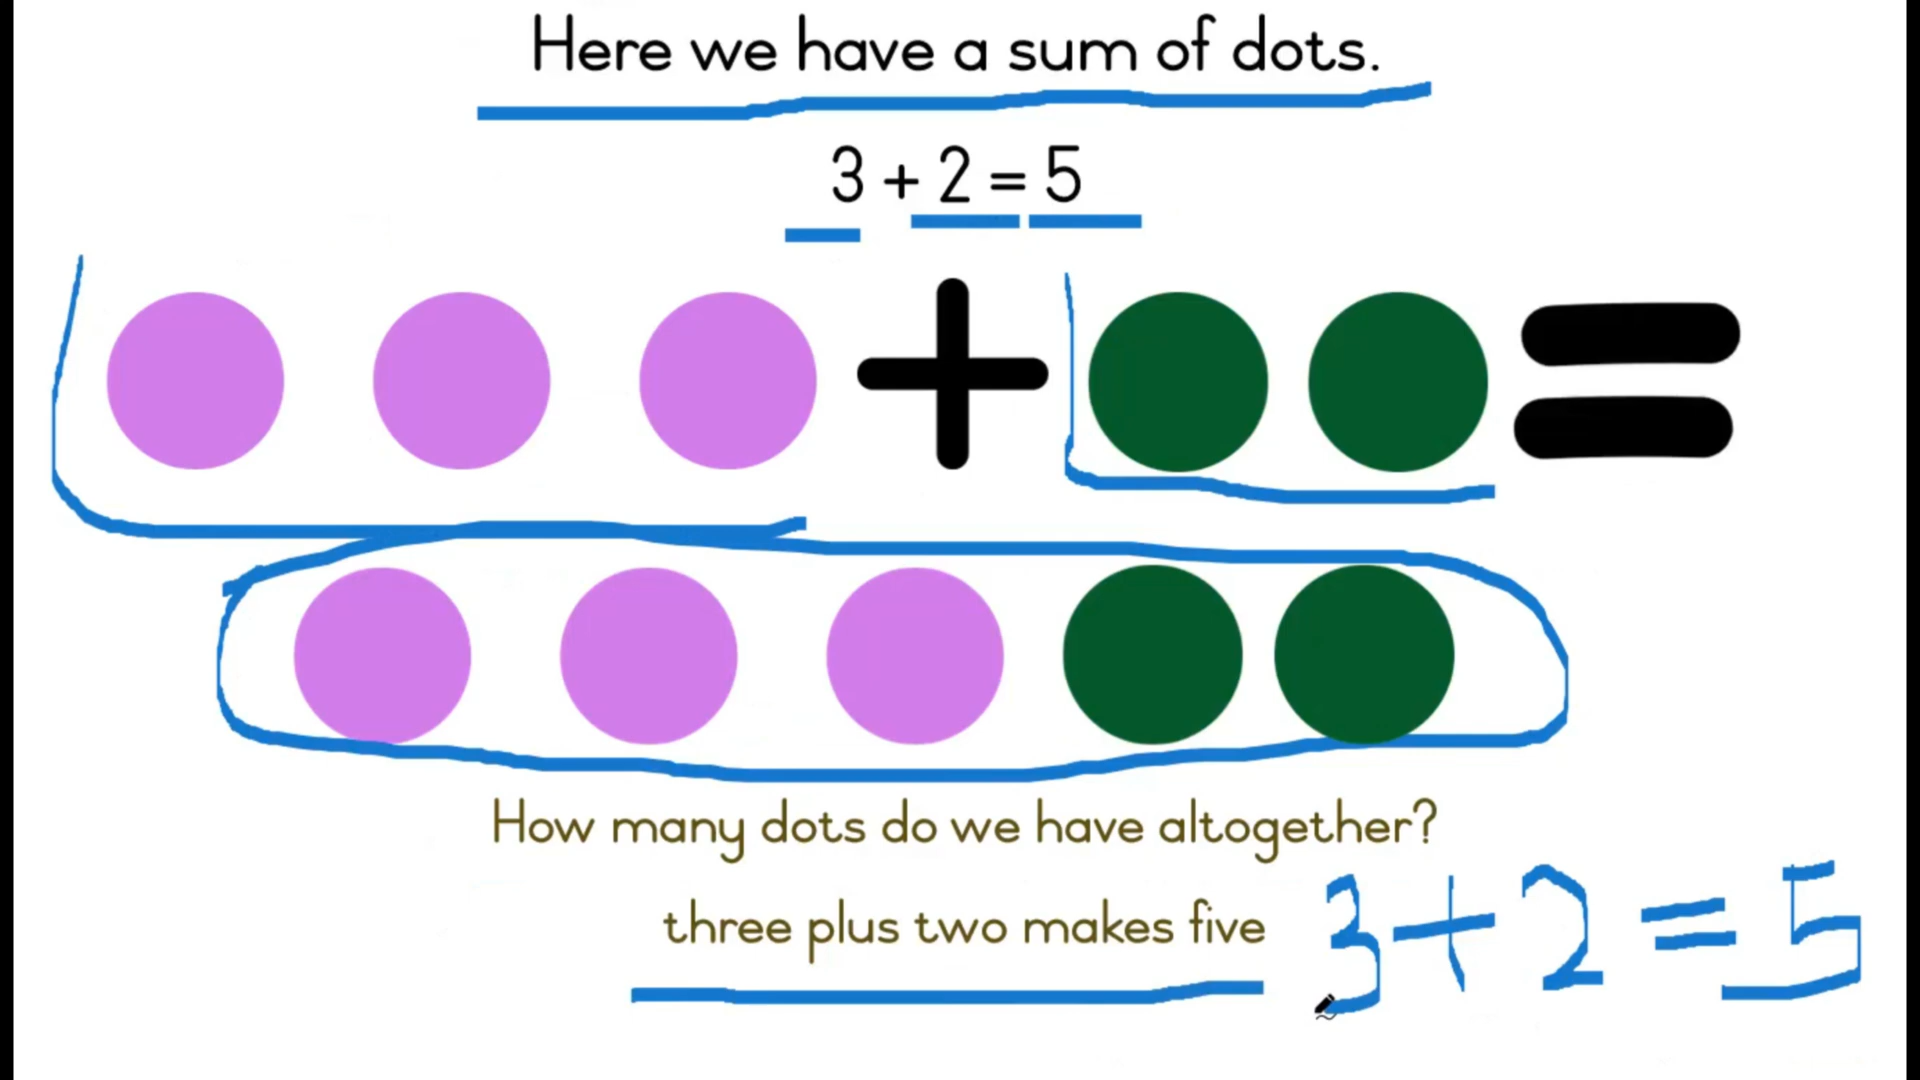 Here we have a sum of dots.
3 + 2 = 5
+ =
How many dots do we have altogether?
three plus two makes five
3 + 2 = 5